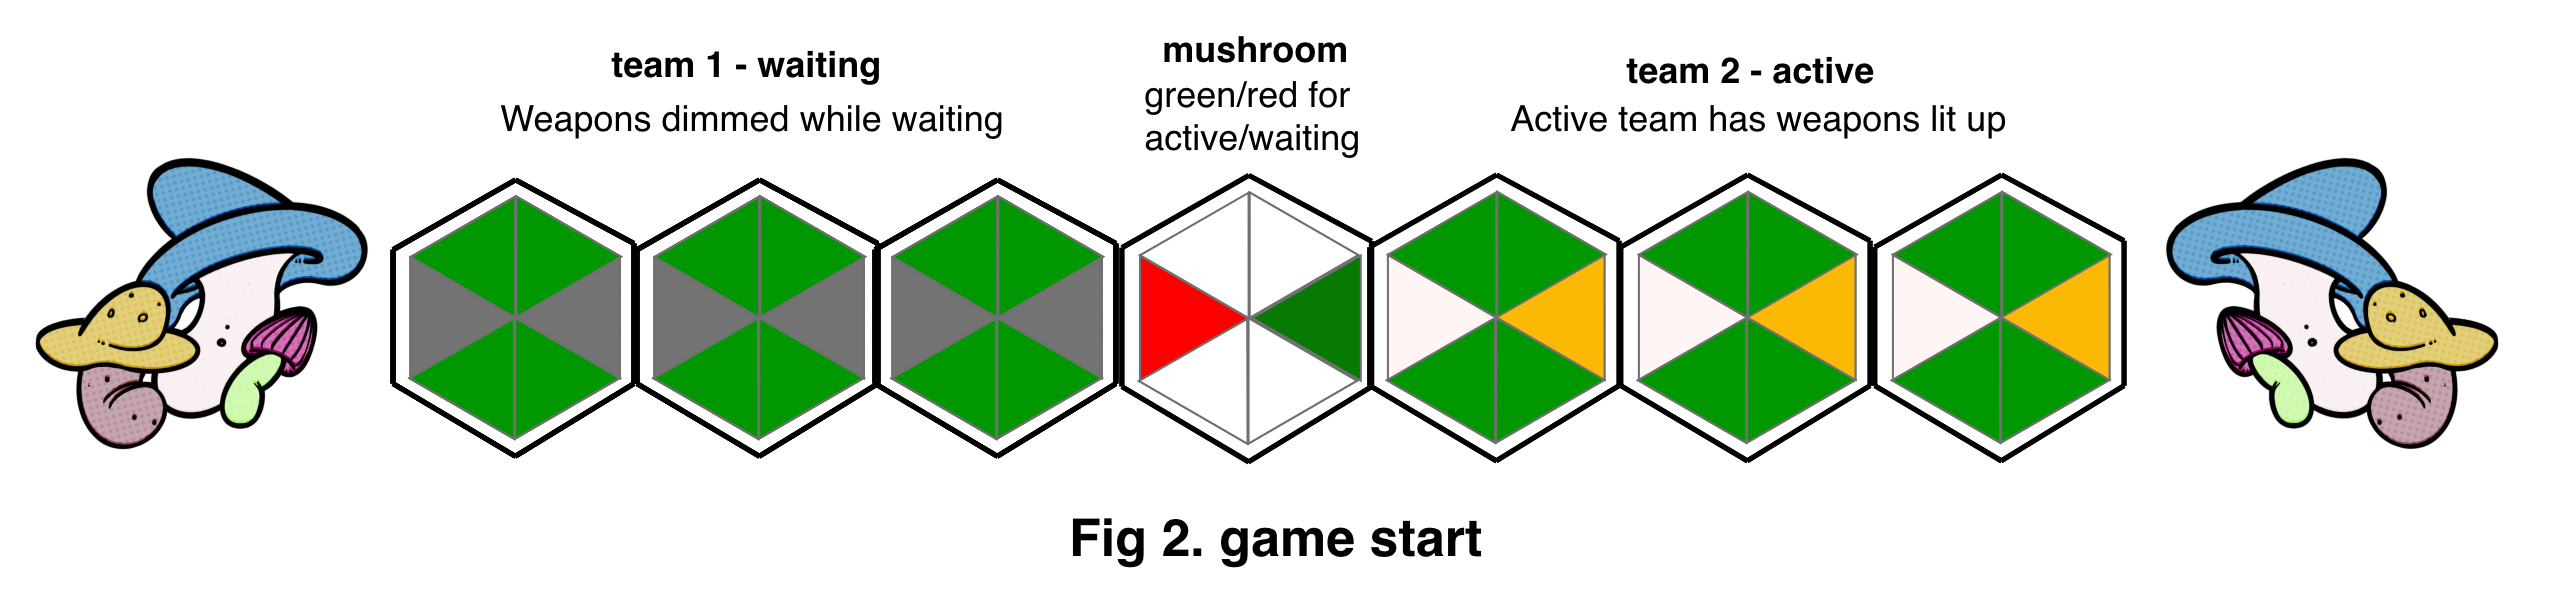 team 1 - waiting
Weapons dimmed while waiting
mushroom
green/red for
active/waiting
team 2 - active
Active team has weapons lit up
Fig 2. game start